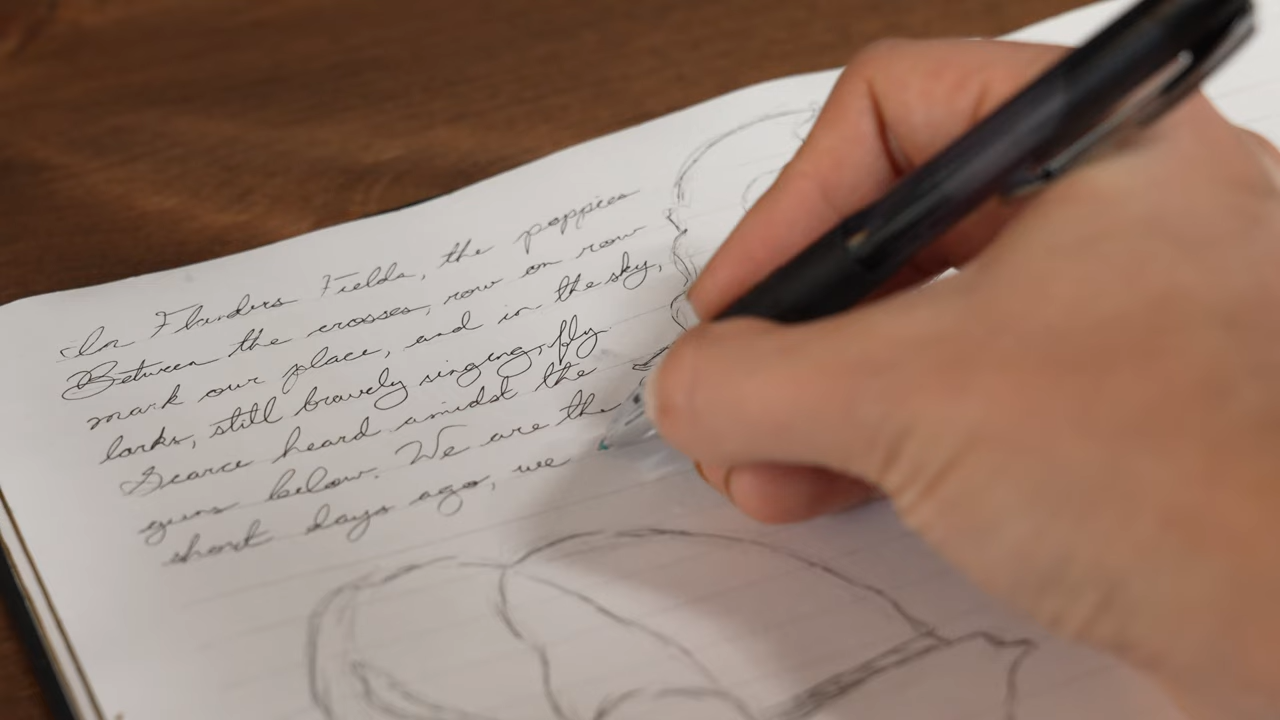 In Flanders Fields, the poppies
Between the crosses, row on row
mark our place, and in the sky,
larks, still bravely singing, fly
Scarce heard amidst the
guns below. We are the
short days ago, we